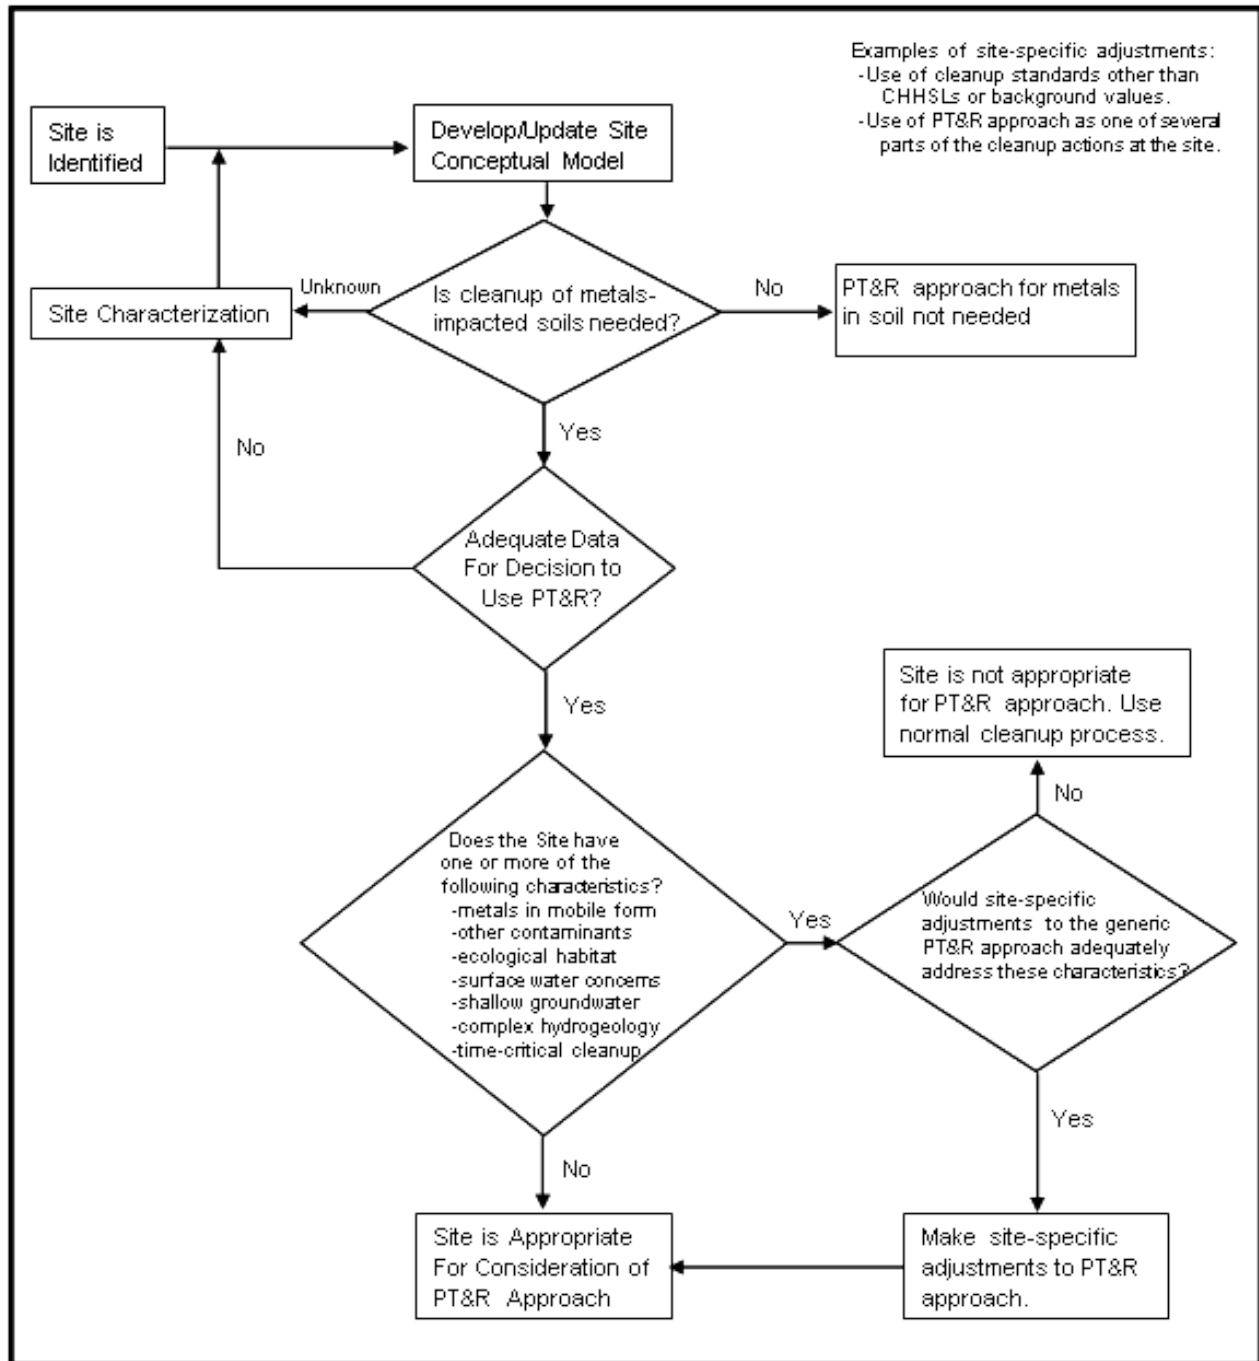 Examples of site-specific adjustments:
-Use of cleanup standards other than
CHHSLs or background values.
-Use of PT&R approach as one of several
parts of the cleanup actions at the site.
Site is
Identified
Develop/Update Site
Conceptual Model
Site Characterization
Unknown
Is cleanup of metals-
impacted soils needed?
No
PT&R approach for metals
in soil not needed
Yes
No
Adequate Data
For Decision to
Use PT&R?
Yes
Site is not appropriate
for PT&R approach. Use
normal cleanup process.
No
Does the Site have
one or more of the
following characteristics?
-metals in mobile form
-other contaminants
-ecological habitat
-surface water concerns
-shallow groundwater
-complex hydrogeology
-time-critical cleanup
Yes
Would site-specific
adjustments to the generic
PT&R approach adequately
address these characteristics?
Yes
No
Site is Appropriate
For Consideration of
PT&R Approach
Make site-specific
adjustments to PT&R
approach.